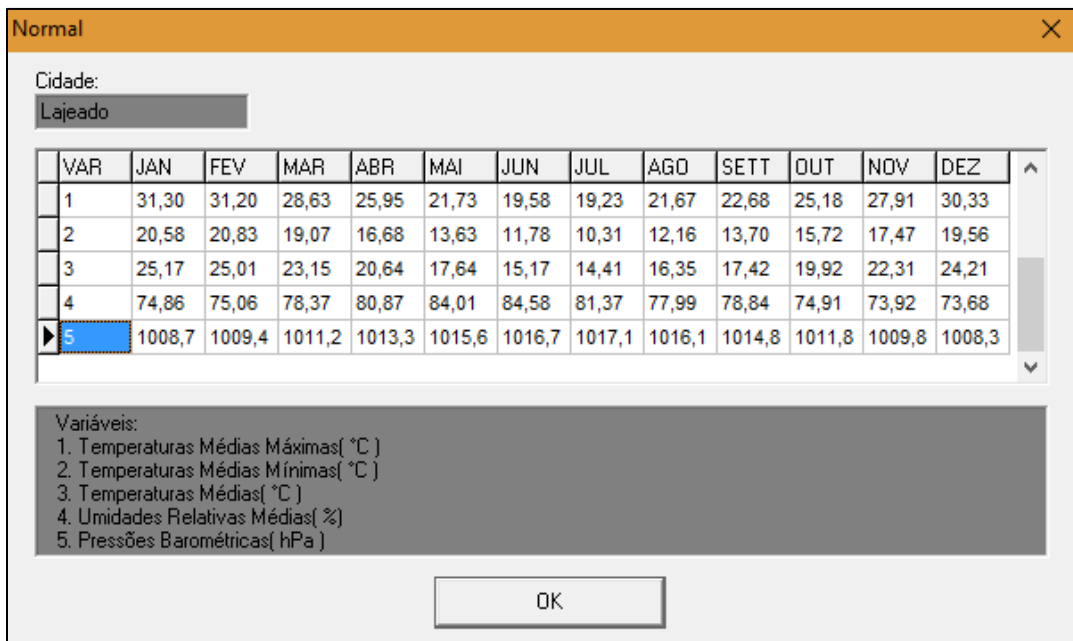 Normal
Cidade:
Lajeado
VAR JAN FEV MAR ABR MAI JUN JUL AGO SETT OUT NOV DEZ
1 31,30 31,20 28,63 25,95 21,73 19,58 19,23 21,67 22,68 25,18 27,91 30,33
2 20,58 20,83 19,07 16,68 13,63 11,78 10,31 12,16 13,70 15,72 17,47 19,56
3 25,17 25,01 23,15 20,64 17,64 15,17 14,41 16,35 17,42 19,92 22,31 24,21
4 74,86 75,06 78,37 80,87 84,01 84,58 81,37 77,99 78,84 74,91 73,92 73,68
5 1008,7 1009,4 1011,2 1013,3 1015,6 1016,7 1017,1 1016,1 1014,8 1011,8 1009,8 1008,3
Variáveis:
1. Temperaturas Médias Máximas( °C )
2. Temperaturas Médias Mínimas( °C )
3. Temperaturas Médias( °C )
4. Umidades Relativas Médias( %)
5. Pressões Barométricas( hPa )
OK